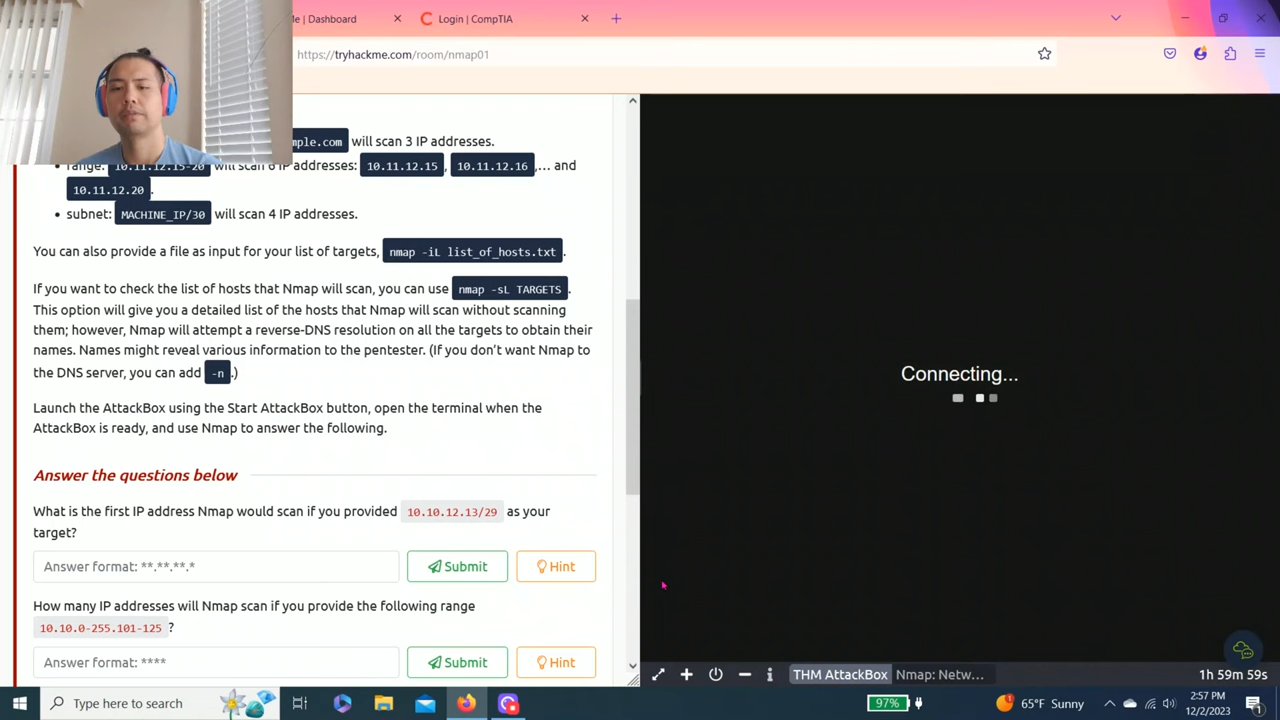 Me | Dashboard
Login | CompTIA
https://tryhackme.com/room/nmap01
mple.com will scan 3 IP addresses.
range: 10.11.12.15-20 will scan 6 IP addresses: 10.11.12.15 , 10.11.12.16 ,… and
10.11.12.20 .
• subnet: MACHINE_IP/30 will scan 4 IP addresses.
You can also provide a file as input for your list of targets, nmap -iL list_of_hosts.txt .
If you want to check the list of hosts that Nmap will scan, you can use nmap -sL TARGETS .
This option will give you a detailed list of the hosts that Nmap will scan without scanning
them; however, Nmap will attempt a reverse-DNS resolution on all the targets to obtain their
names. Names might reveal various information to the pentester. (If you don’t want Nmap to
the DNS server, you can add -n .)
Launch the AttackBox using the Start AttackBox button, open the terminal when the
AttackBox is ready, and use Nmap to answer the following.
Answer the questions below
What is the first IP address Nmap would scan if you provided 10.10.12.13/29 as your
target?
Answer format: **.**.**.*
Submit
Hint
How many IP addresses will Nmap scan if you provide the following range
10.10.0-255.101-125 ?
Answer format: ****
Submit
Hint
Connecting...
THM AttackBox
Nmap: Netw...
1h 59m 59s
Type here to search
97%
65°F Sunny
2:57 PM
12/2/2023
1
1